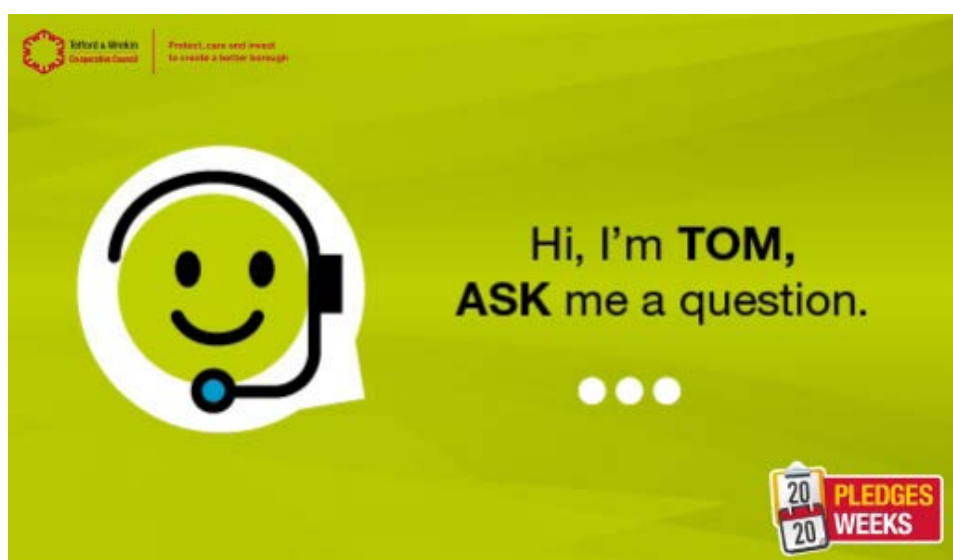 Telford & Wrekin
Co-operative Council
Protect, care and invest
to create a better borough
Hi, I'm TOM,
ASK me a question.
20 PLEDGES
20 WEEKS